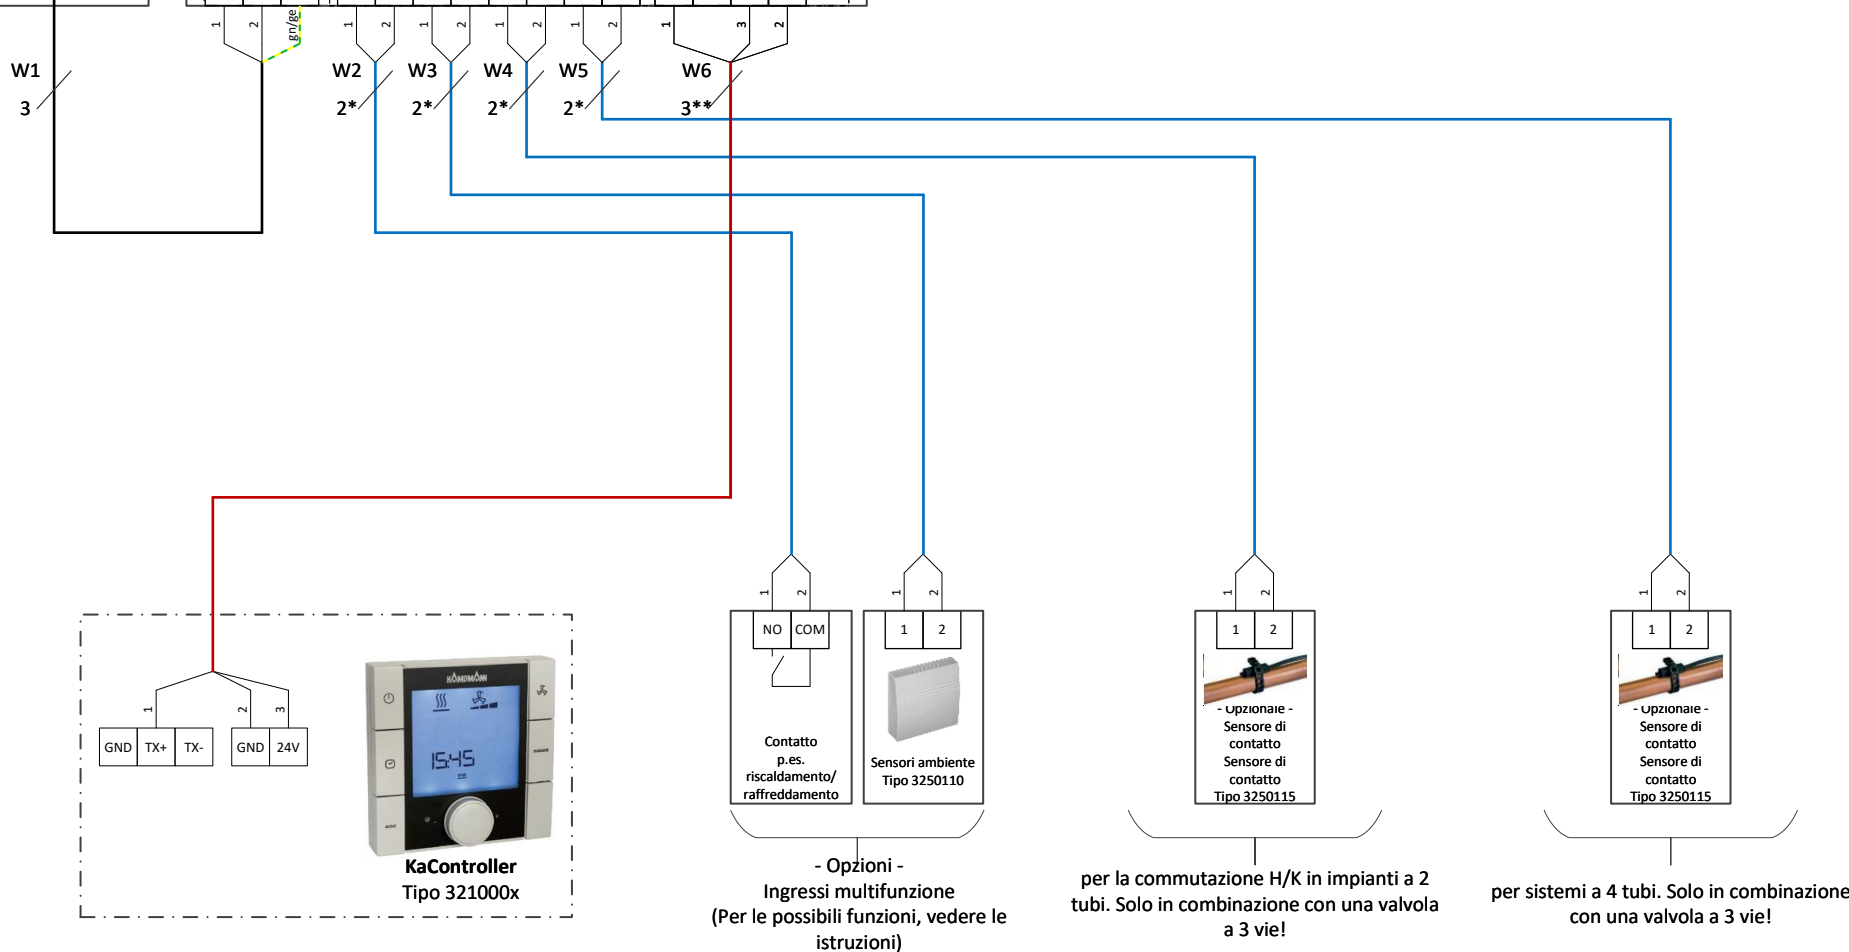 1 2 gn/ge 1 2 1 2 1 2 1 2 1 3 2
W1 W2 W3 W4 W5 W6
3 2* 2* 2* 2* 3**
1 2 1 2 1 2 1 2
NO COM 1 2 1 2 1 2
KAMPMANN
15:45
1 2 3
GND TX+ TX- GND 24V
ESC
KaController
Tipo 321000x
Contatto
p.es.
riscaldamento/
raffreddamento
Sensori ambiente
Tipo 3250110
- Opzionale -
Sensore di
contatto
Sensore di
contatto
Tipo 3250115
- Opzionale -
Sensore di
contatto
Sensore di
contatto
Tipo 3250115
- Opzioni -
Ingressi multifunzione
(Per le possibili funzioni, vedere le
istruzioni)
per la commutazione H/K in impianti a 2
tubi. Solo in combinazione con una valvola
a 3 vie!
per sistemi a 4 tubi. Solo in combinazione
con una valvola a 3 vie!